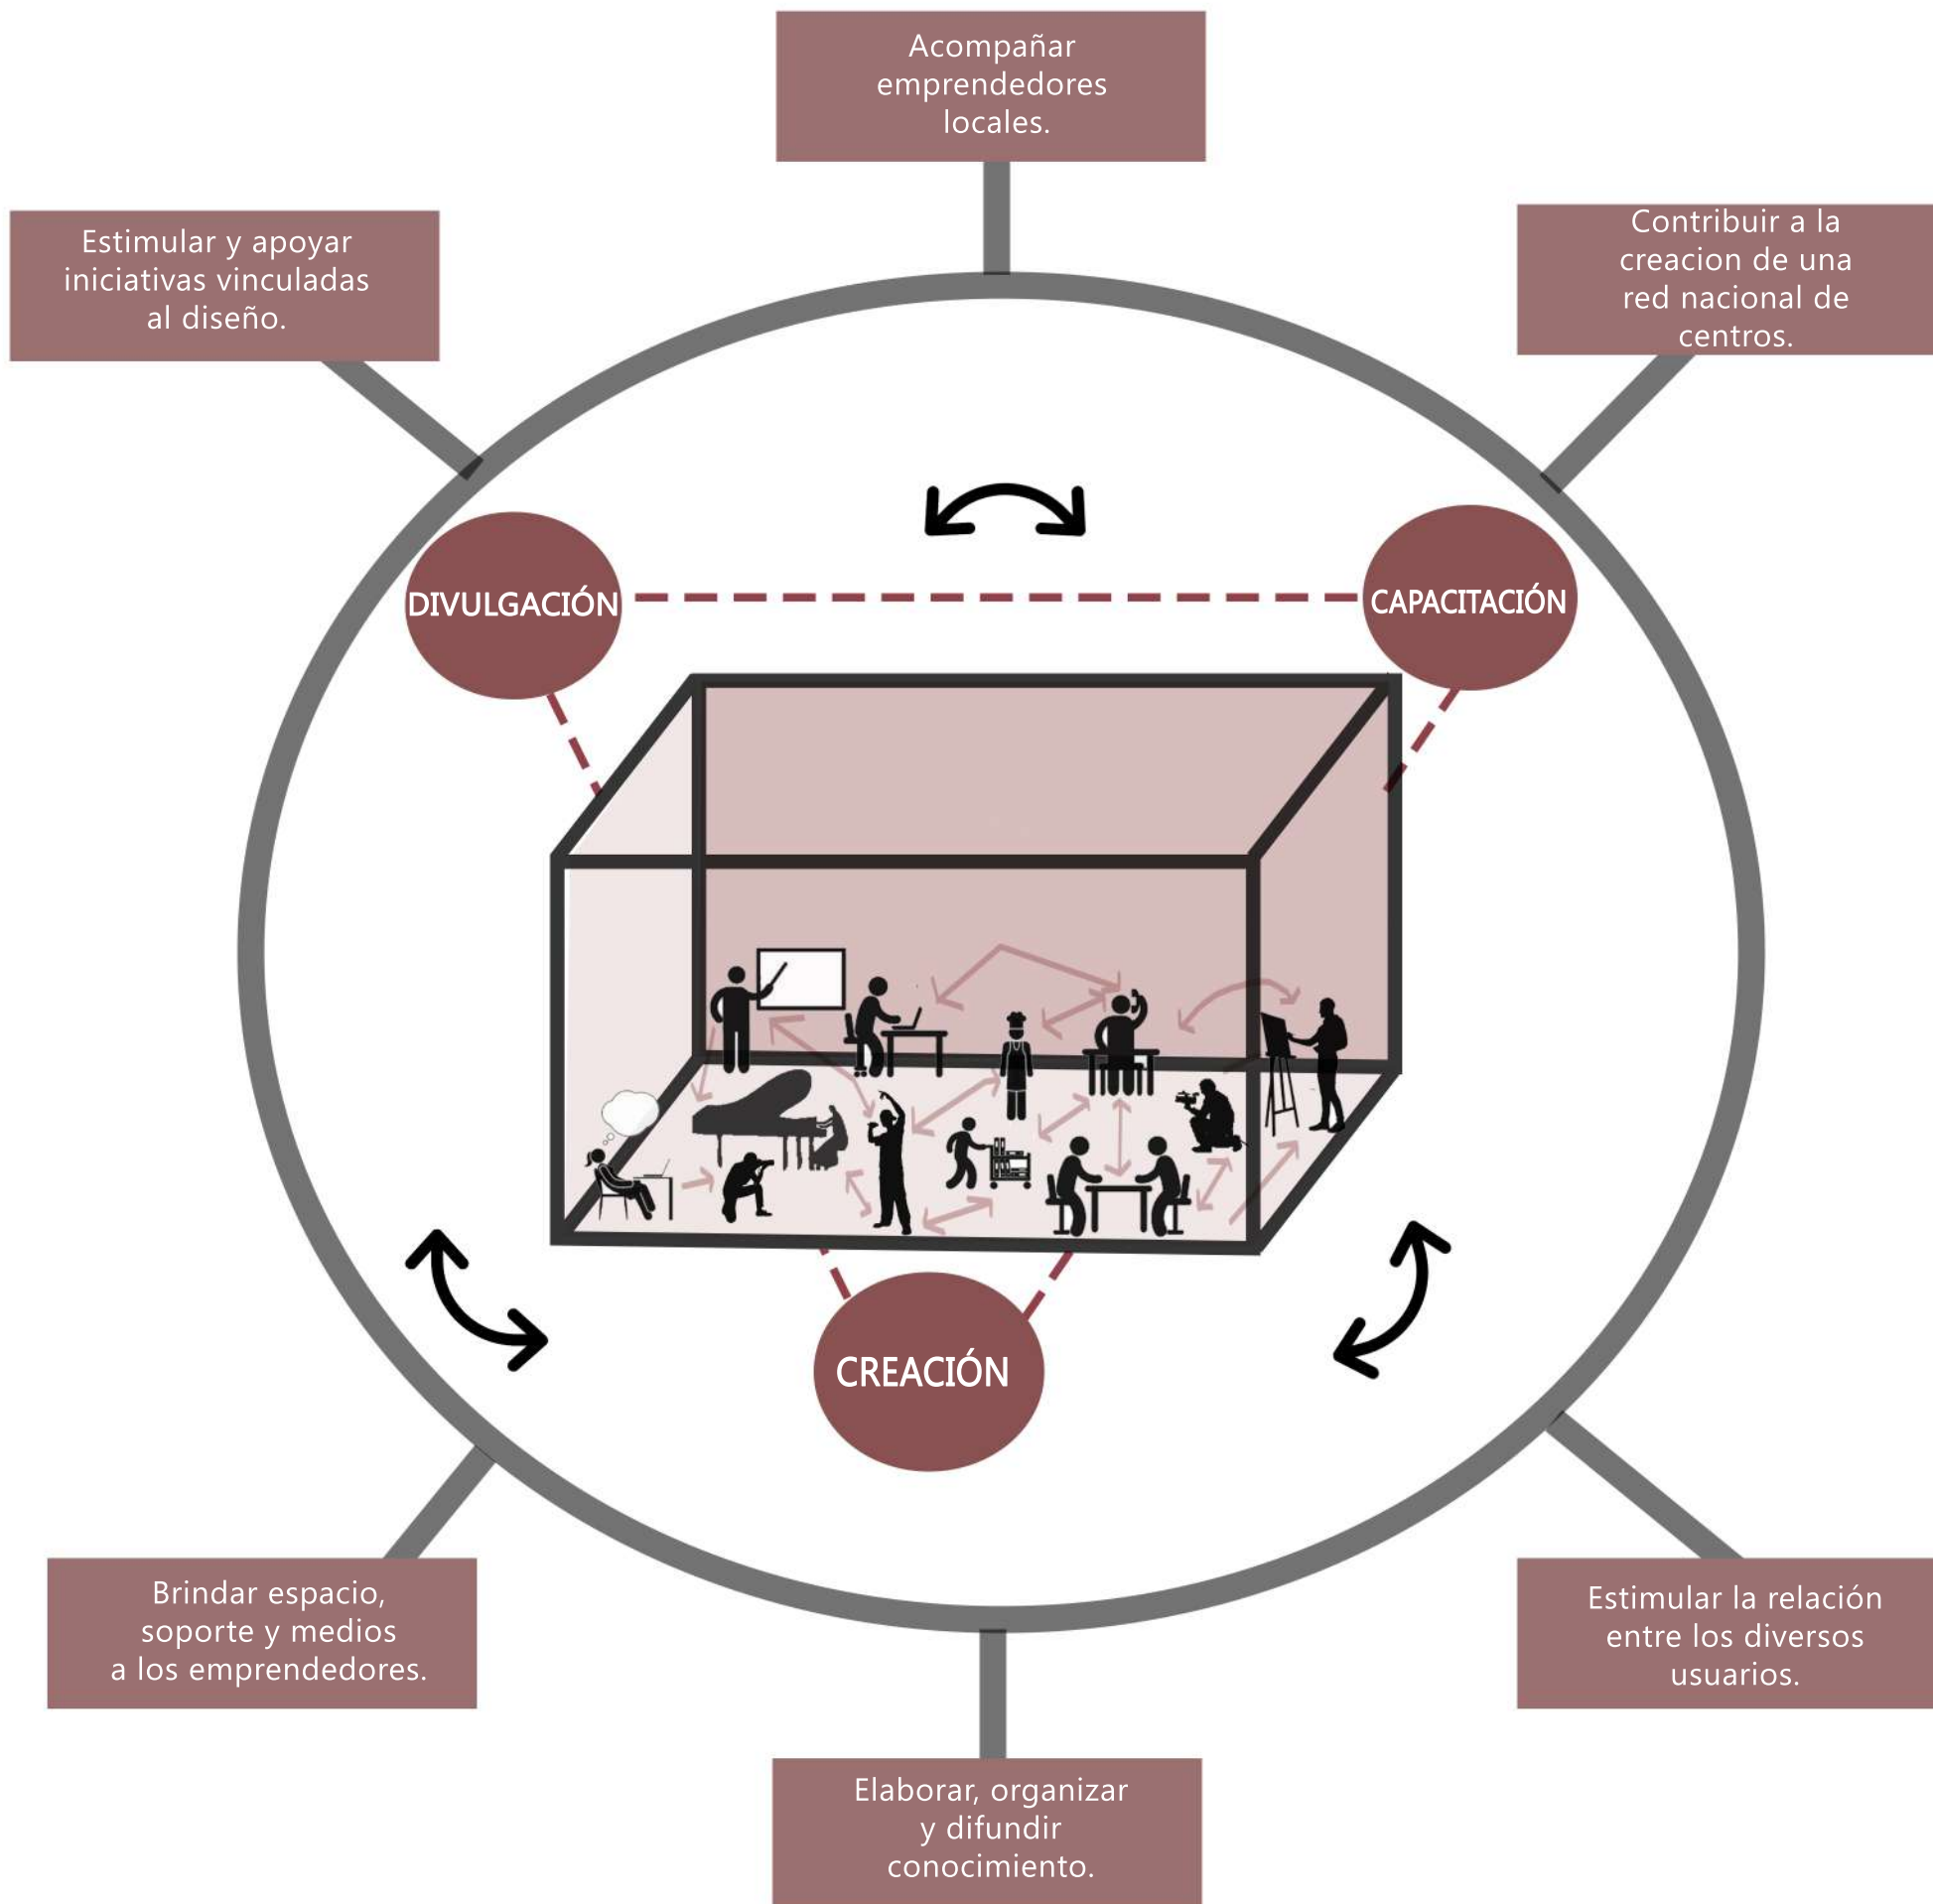 Acompañar
emprendedores
locales.
Estimular y apoyar
iniciativas vinculadas
al diseño.
Contribuir a la
creacion de una
red nacional de
centros.
DIVULGACIÓN
CAPACITACIÓN
CREACIÓN
Brindar espacio,
soporte y medios
a los emprendedores.
Estimular la relación
entre los diversos
usuarios.
Elaborar, organizar
y difundir
conocimiento.